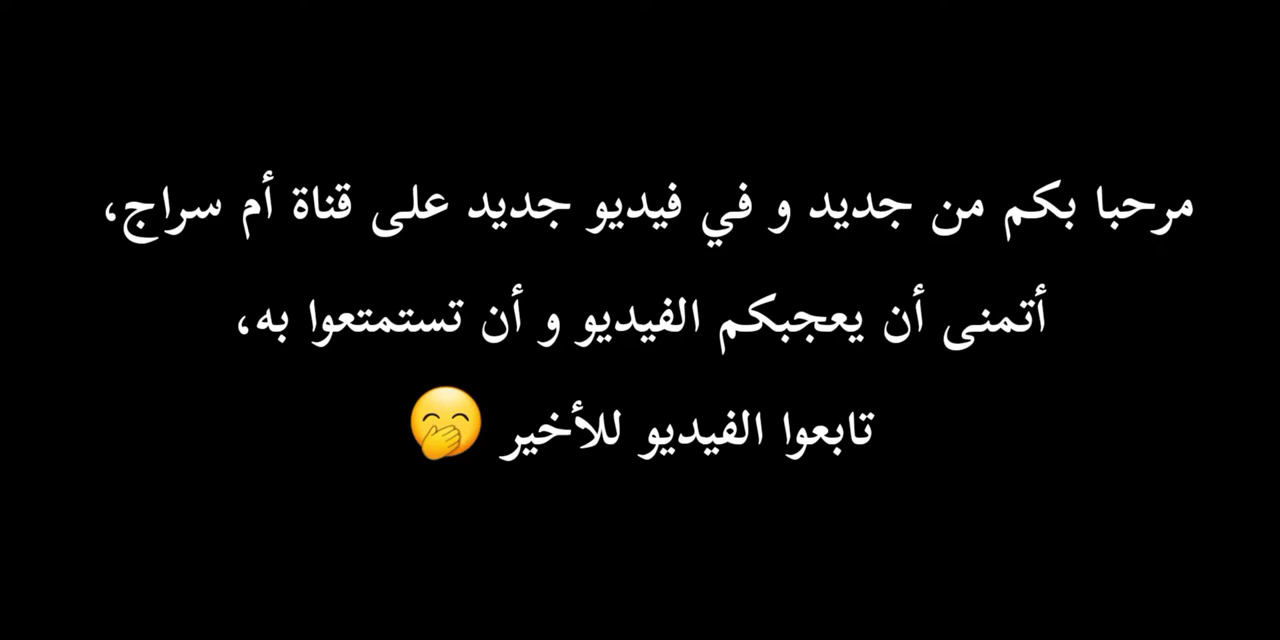 مرحبا بكم من جديد و في فيديو جديد على قناة أم سراج،
أتمنى أن يعجبكم الفيديو و أن تستمتعوا به،
تابعوا الفيديو للأخير 🤭